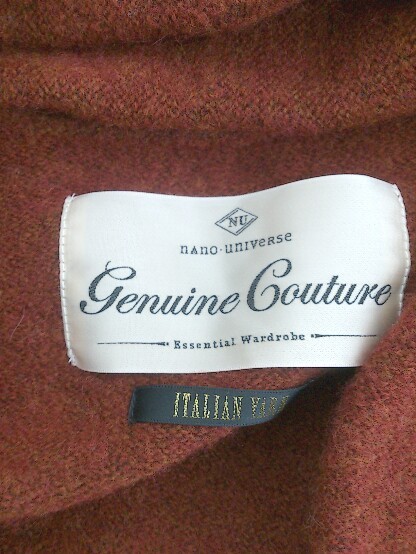 NU
nano·universe
Genuine Couture
Essential Wardrobe
ITALIAN